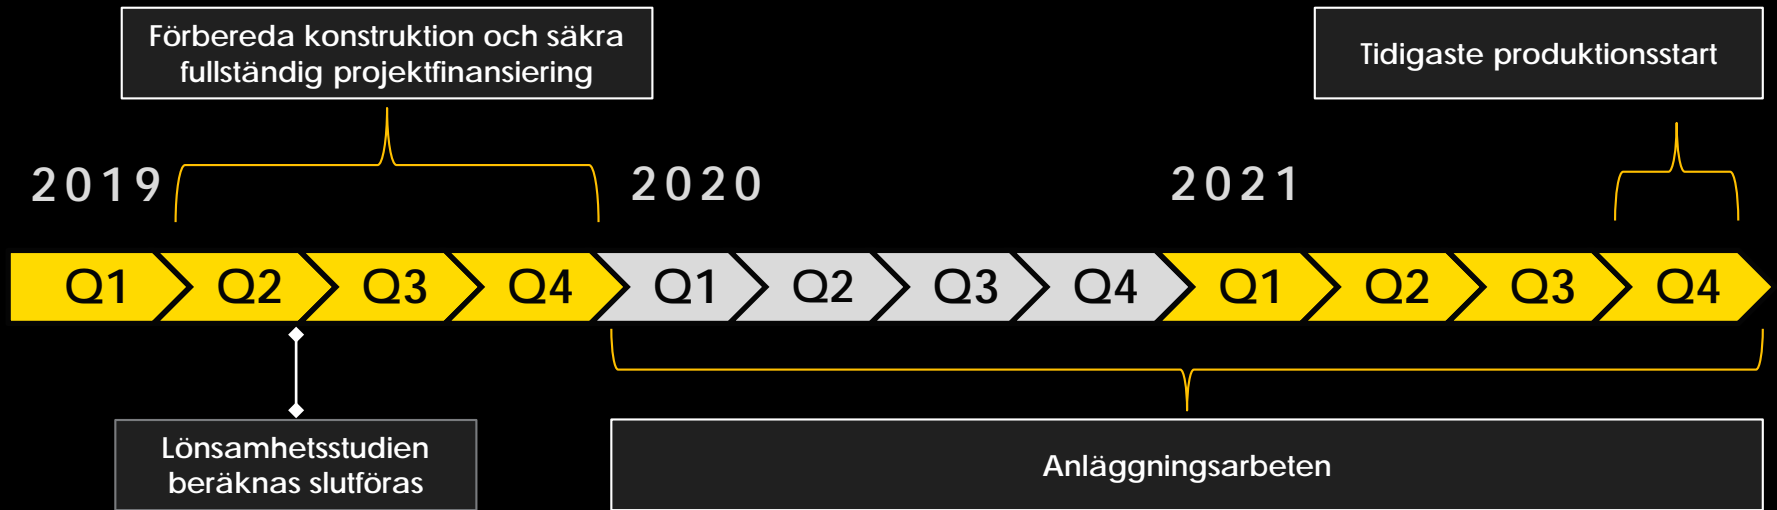 Förbereda konstruktion och säkra
fullständig projektfinansiering
Tidigaste produktionsstart
2019
2020
2021
Q1 Q2 Q3 Q4 Q1 Q2 Q3 Q4 Q1 Q2 Q3 Q4
Lönsamhetsstudien
beräknas slutföras
Anläggningsarbeten